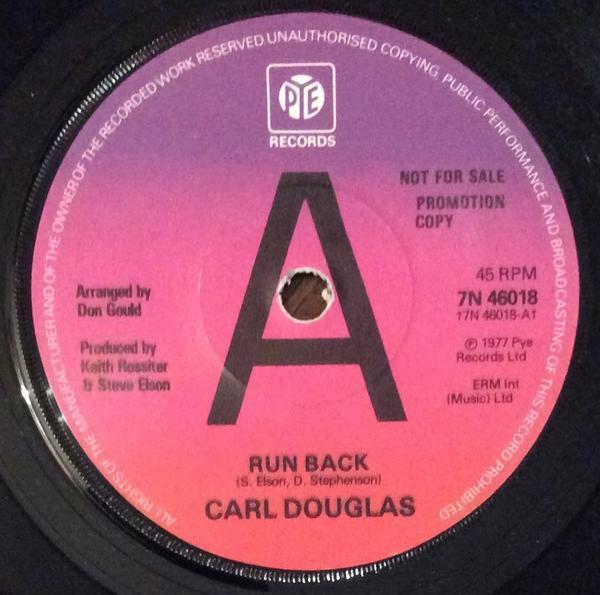 ALL RIGHTS OF THE MANUFACTURER AND OF THE OWNER OF THE RECORDED WORK RESERVED UNAUTHORISED COPYING, PUBLIC PERFORMANCE AND BROADCASTING OF THIS RECORD PROHIBITED
PYE
RECORDS
NOT FOR SALE
PROMOTION
COPY
A
45 RPM
7N 46018
†7N 46018-A†
Arranged by
Don Gould
Produced by
Keith Rossiter
& Steve Elson
℗ 1977 Pye
Records Ltd
ERM Int
(Music) Ltd
RUN BACK
(S. Elson, D. Stephenson)
CARL DOUGLAS